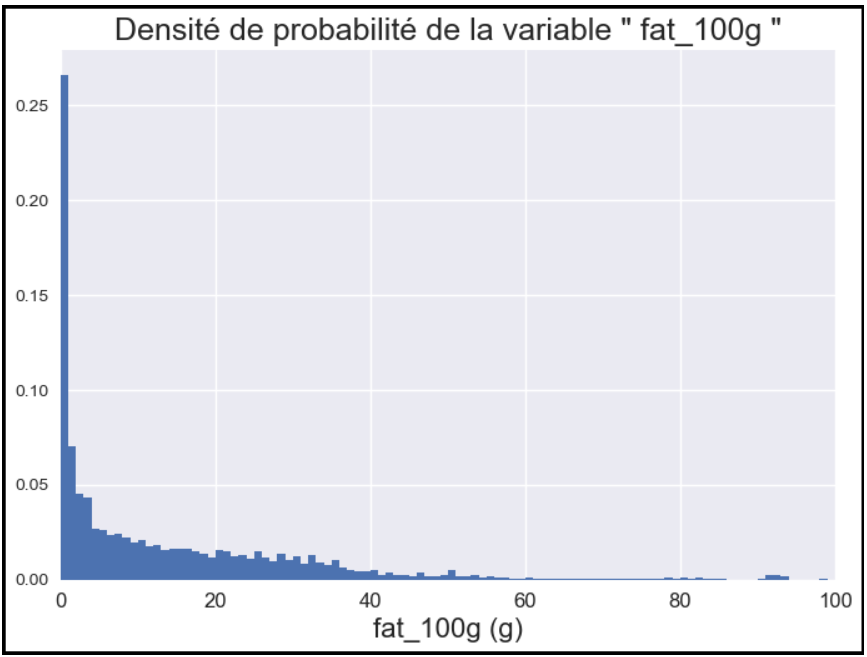 Densité de probabilité de la variable " fat_100g "
0.25
0.20
0.15
0.10
0.05
0.00
0 20 40 60 80 100
fat_100g (g)